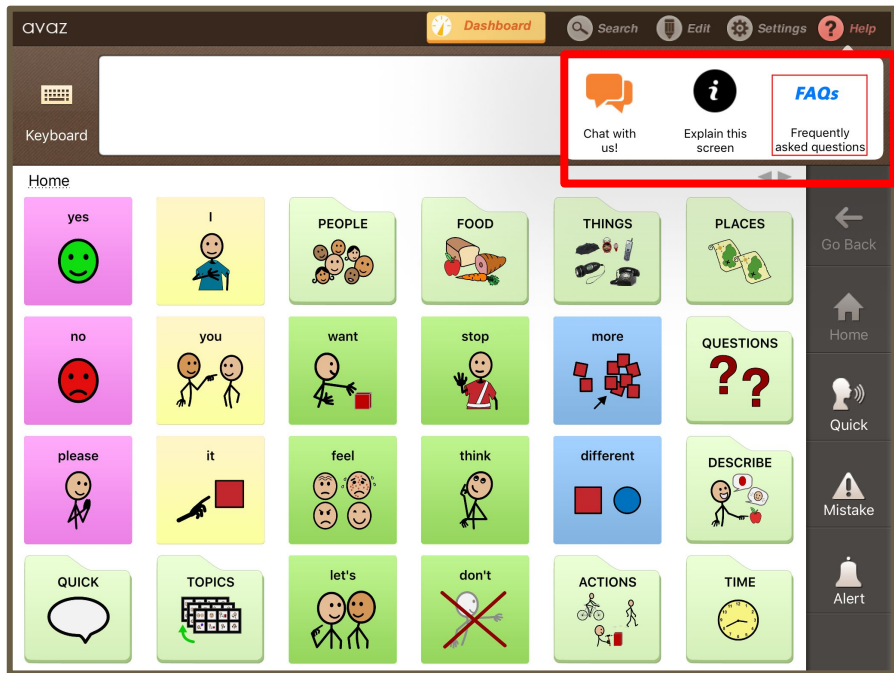 avaz
Dashboard
Search
Edit
Settings
? Help
Keyboard
Chat with
us!
i
Explain this
screen
FAQs
Frequently
asked questions
Home
yes
I
PEOPLE
FOOD
THINGS
PLACES
Go Back
no
you
want
stop
more
QUESTIONS
??
Home
Quick
please
it
feel
think
different
DESCRIBE
Mistake
QUICK
TOPICS
let's
don't
ACTIONS
TIME
Alert